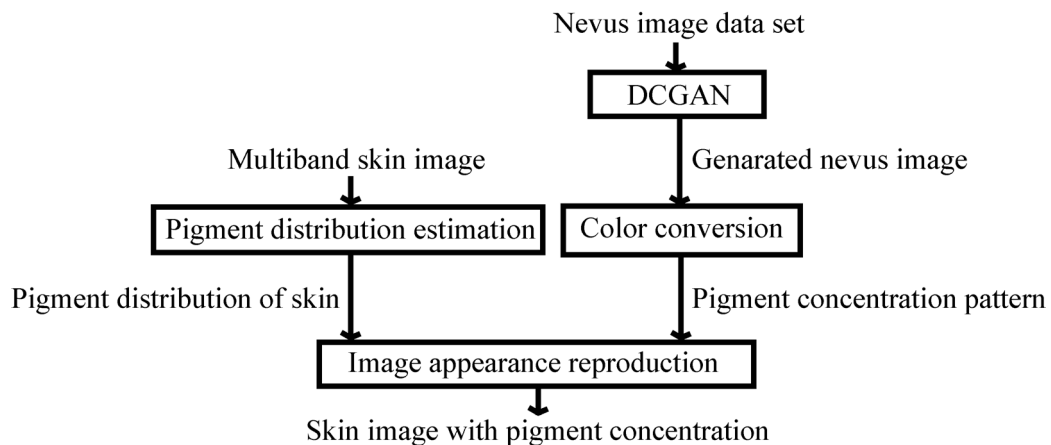 Nevus image data set
DCGAN
Multiband skin image
Genarated nevus image
Pigment distribution estimation
Color conversion
Pigment distribution of skin
Pigment concentration pattern
Image appearance reproduction
Skin image with pigment concentration